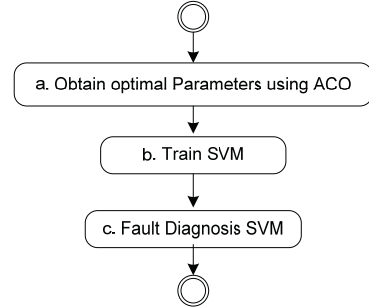 a. Obtain optimal Parameters using ACO
b. Train SVM
c. Fault Diagnosis SVM